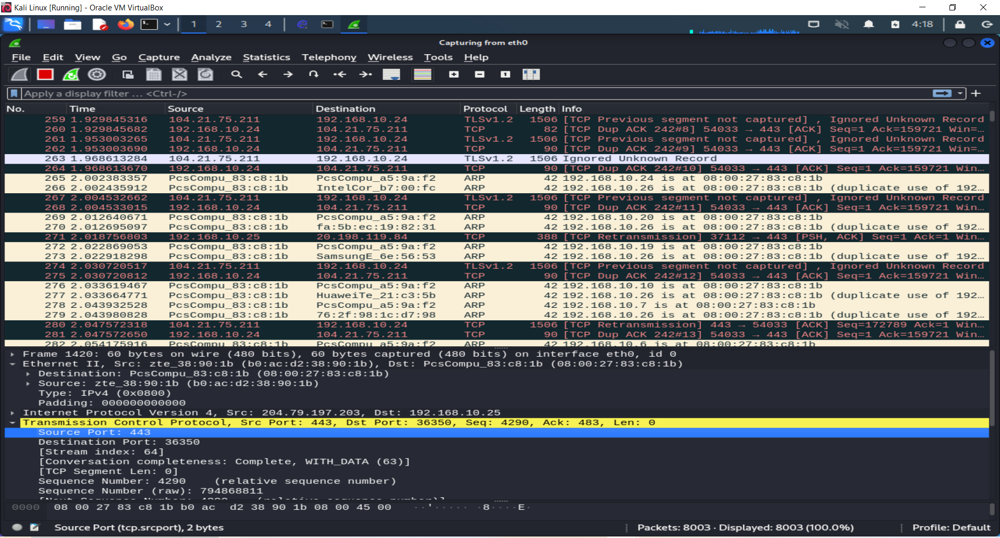 Kali Linux [Running] - Oracle VM VirtualBox
1 2 3 4 4:18
Capturing from eth0
File Edit View Go Capture Analyze Statistics Telephony Wireless Tools Help
Apply a display filter ... <Ctrl-/>
No. Time Source Destination Protocol Length Info
259 1.929845316 104.21.75.211 192.168.10.24 TLSv1.2 1506 [TCP Previous segment not captured] , Ignored Unknown Record
260 1.929845682 192.168.10.24 104.21.75.211 TCP 82 [TCP Dup ACK 242#8] 54033 → 443 [ACK] Seq=1 Ack=159721 Win=…
261 1.953003265 104.21.75.211 192.168.10.24 TLSv1.2 1506 [TCP Previous segment not captured] , Ignored Unknown Record
262 1.953003690 192.168.10.24 104.21.75.211 TCP 82 [TCP Dup ACK 242#9] 54033 → 443 [ACK] Seq=1 Ack=159721 Win=…
263 1.968613284 104.21.75.211 192.168.10.24 TLSv1.2 1506 Ignored Unknown Record
264 1.968613670 192.168.10.24 104.21.75.211 TCP 90 [TCP Dup ACK 242#10] 54033 → 443 [ACK] Seq=1 Ack=159721 Win…
265 2.002383357 PcsCompu_83:c8:1b PcsCompu_a5:9a:f2 ARP 42 192.168.10.24 is at 08:00:27:83:c8:1b
266 2.002435912 PcsCompu_83:c8:1b IntelCor_b7:00:fc ARP 42 192.168.10.26 is at 08:00:27:83:c8:1b (duplicate use of 192…
267 2.004532662 104.21.75.211 192.168.10.24 TLSv1.2 1506 [TCP Previous segment not captured] , Ignored Unknown Record
268 2.004533015 192.168.10.24 104.21.75.211 TCP 90 [TCP Dup ACK 242#11] 54033 → 443 [ACK] Seq=1 Ack=159721 Win…
269 2.012640671 PcsCompu_83:c8:1b PcsCompu_a5:9a:f2 ARP 42 192.168.10.20 is at 08:00:27:83:c8:1b
270 2.012695097 PcsCompu_83:c8:1b fa:5b:ec:19:82:31 ARP 42 192.168.10.26 is at 08:00:27:83:c8:1b (duplicate use of 192…
271 2.018756803 192.168.10.25 20.198.119.84 TCP 388 [TCP Retransmission] 37112 → 443 [PSH, ACK] Seq=1 Ack=1 Win…
272 2.022869053 PcsCompu_83:c8:1b PcsCompu_a5:9a:f2 ARP 42 192.168.10.19 is at 08:00:27:83:c8:1b
273 2.022918298 PcsCompu_83:c8:1b SamsungE_6e:56:53 ARP 42 192.168.10.26 is at 08:00:27:83:c8:1b (duplicate use of 192…
274 2.030720517 104.21.75.211 192.168.10.24 TLSv1.2 1506 [TCP Previous segment not captured] , Ignored Unknown Record
275 2.030720812 192.168.10.24 104.21.75.211 TCP 90 [TCP Dup ACK 242#12] 54033 → 443 [ACK] Seq=1 Ack=159721 Win…
276 2.033619467 PcsCompu_83:c8:1b PcsCompu_a5:9a:f2 ARP 42 192.168.10.10 is at 08:00:27:83:c8:1b
277 2.033664771 PcsCompu_83:c8:1b HuaweiTe_21:c3:5b ARP 42 192.168.10.26 is at 08:00:27:83:c8:1b (duplicate use of 192…
278 2.043932528 PcsCompu_83:c8:1b PcsCompu_a5:9a:f2 ARP 42 192.168.10.7 is at 08:00:27:83:c8:1b
279 2.043980828 PcsCompu_83:c8:1b 76:2f:98:1c:d7:98 ARP 42 192.168.10.26 is at 08:00:27:83:c8:1b (duplicate use of 192…
280 2.047572318 104.21.75.211 192.168.10.24 TCP 1506 [TCP Retransmission] 443 → 54033 [ACK] Seq=172789 Ack=1 Win…
281 2.047572650 192.168.10.24 104.21.75.211 TCP 90 [TCP Dup ACK 242#13] 54033 → 443 [ACK] Seq=1 Ack=159721 Win…
282 2.054175916 PcsCompu_83:c8:1b PcsCompu_a5:9a:f2 ARP 42 192.168.10.6 is at 08:00:27:83:c8:1b
Frame 1420: 60 bytes on wire (480 bits), 60 bytes captured (480 bits) on interface eth0, id 0
Ethernet II, Src: zte_38:90:1b (b0:ac:d2:38:90:1b), Dst: PcsCompu_83:c8:1b (08:00:27:83:c8:1b)
Destination: PcsCompu_83:c8:1b (08:00:27:83:c8:1b)
Source: zte_38:90:1b (b0:ac:d2:38:90:1b)
Type: IPv4 (0x0800)
Padding: 000000000000
Internet Protocol Version 4, Src: 204.79.197.203, Dst: 192.168.10.25
Transmission Control Protocol, Src Port: 443, Dst Port: 36350, Seq: 4290, Ack: 483, Len: 0
Source Port: 443
Destination Port: 36350
[Stream index: 64]
[Conversation completeness: Complete, WITH_DATA (63)]
[TCP Segment Len: 0]
Sequence Number: 4290 (relative sequence number)
Sequence Number (raw): 794868811
[Next Sequence Number: 4290 (relative sequence number)]
0000 08 00 27 83 c8 1b b0 ac d2 38 90 1b 08 00 45 00 ··'····· ·8····E·
Source Port (tcp.srcport), 2 bytes
Packets: 8003 · Displayed: 8003 (100.0%)
Profile: Default